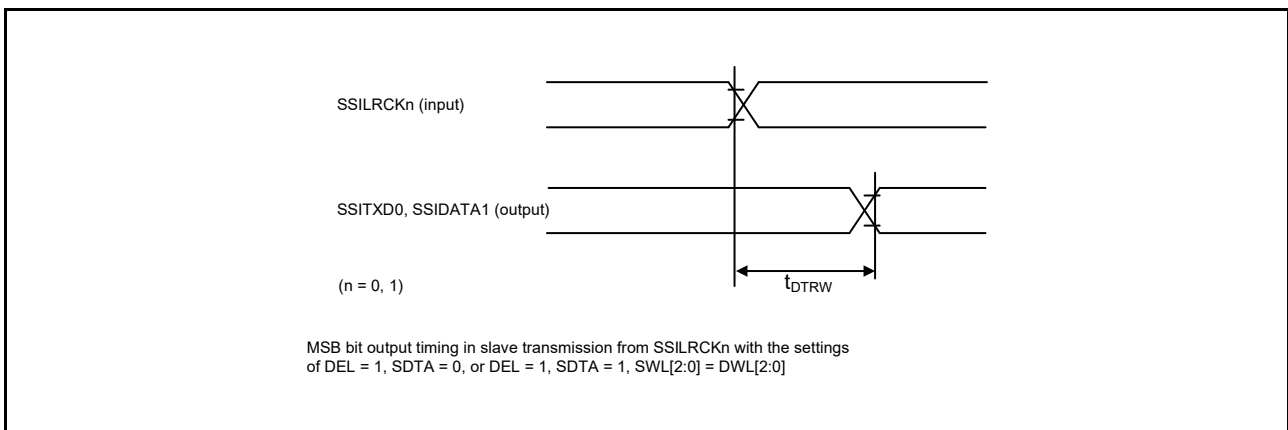 SSILRCKn (input)
SSITXD0, SSIDATA1 (output)
tDTRW
(n = 0, 1)
MSB bit output timing in slave transmission from SSILRCKn with the settings
of DEL = 1, SDTA = 0, or DEL = 1, SDTA = 1, SWL[2:0] = DWL[2:0]